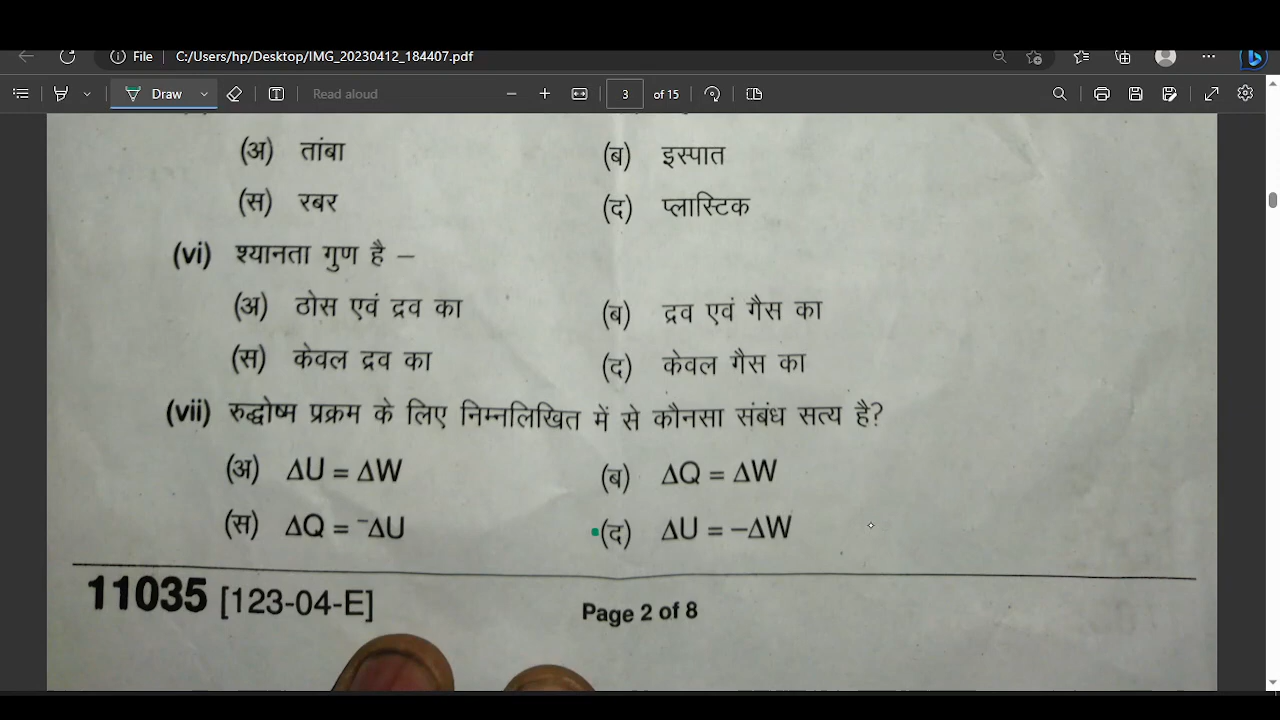 File C:/Users/hp/Desktop/IMG_20230412_184407.pdf
Draw Read aloud 3 of 15
(अ) तांबा (ब) इस्पात
(स) रबर (द) प्लास्टिक
(vi) श्यानता गुण है –
(अ) ठोस एवं द्रव का (ब) द्रव एवं गैस का
(स) केवल द्रव का (द) केवल गैस का
(vii) रुद्धोष्म प्रक्रम के लिए निम्नलिखित में से कौनसा संबंध सत्य है?
(अ) ΔU = ΔW (ब) ΔQ = ΔW
(स) ΔQ = ⁻ΔU (द) ΔU = –ΔW
11035 [123-04-E] Page 2 of 8